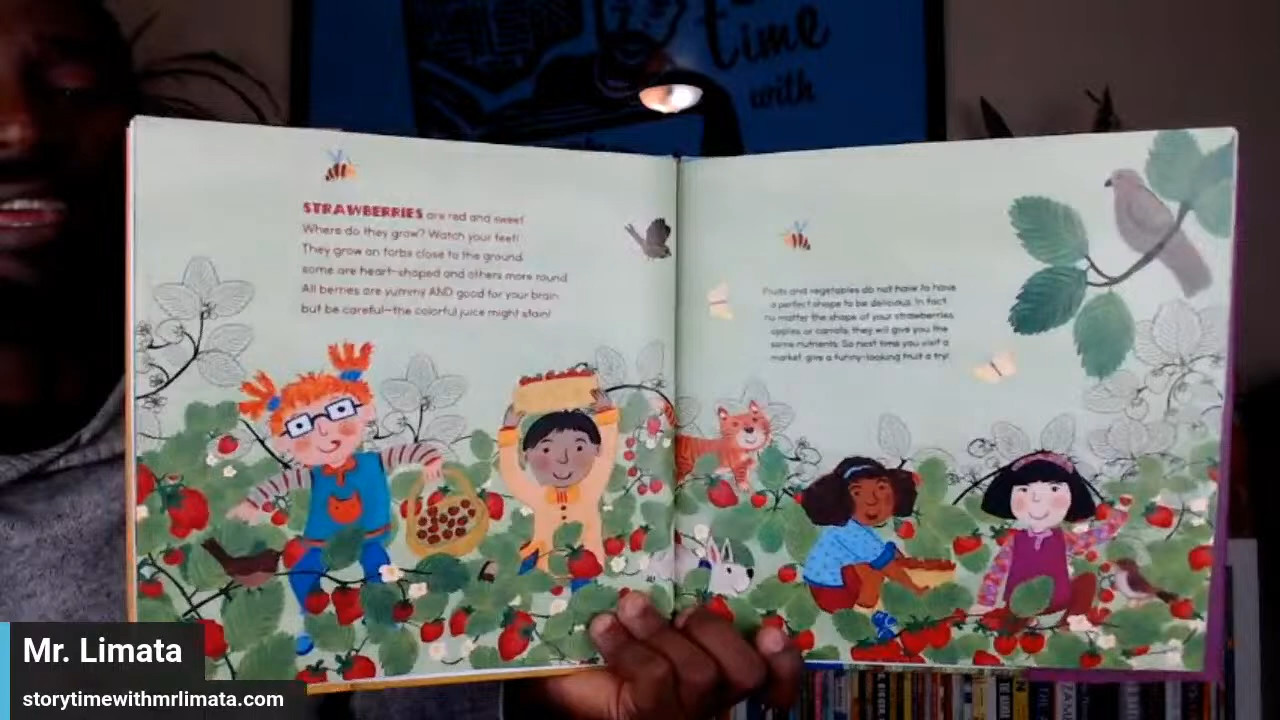 time
with
STRAWBERRIES are red and sweet.
Where do they grow? Watch your feet!
They grow on forbs close to the ground.
some are heart-shaped and others more round.
All berries are yummy AND good for your brain
but be careful—the colorful juice might stain!
Fruits and vegetables do not have to have
a perfect shape to be delicious. In fact,
no matter the shape of your strawberries,
apples or carrots, they will give you the
same nutrients. So next time you visit a
market, give a funny-looking fruit a try!
Mr. Limata
storytimewithmrlimata.com